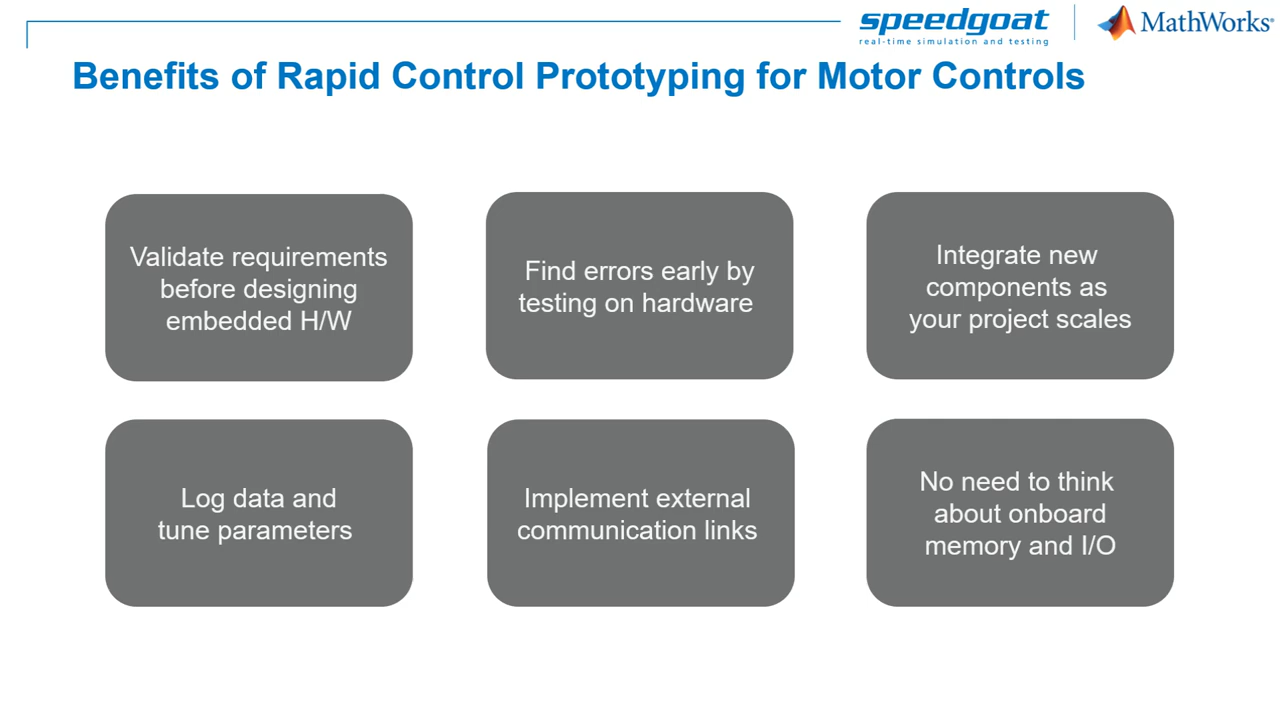 speedgoat
real-time simulation and testing
MathWorks®
Benefits of Rapid Control Prototyping for Motor Controls
Validate requirements
before designing
embedded H/W
Find errors early by
testing on hardware
Integrate new
components as
your project scales
Log data and
tune parameters
Implement external
communication links
No need to think
about onboard
memory and I/O